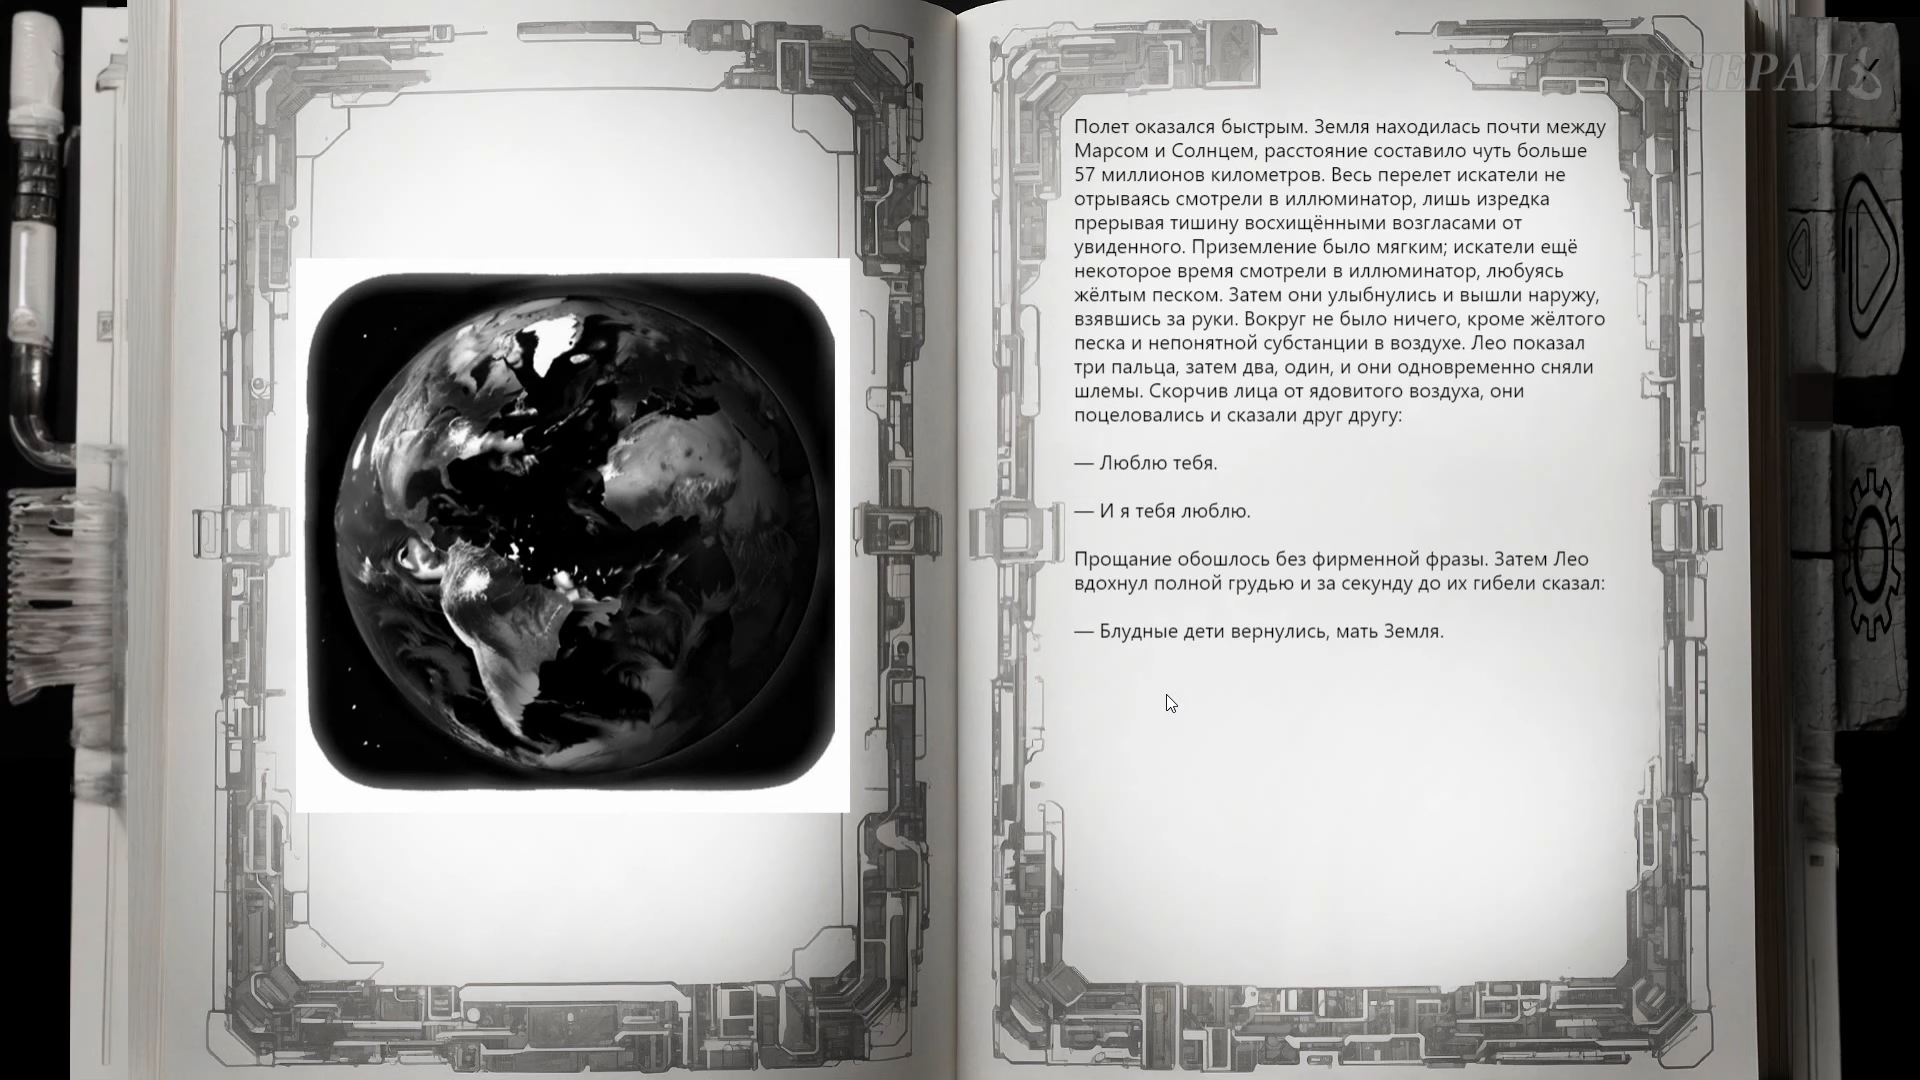 ГЕНЕРАЛ
Полет оказался быстрым. Земля находилась почти между
Марсом и Солнцем, расстояние составило чуть больше
57 миллионов километров. Весь перелет искатели не
отрываясь смотрели в иллюминатор, лишь изредка
прерывая тишину восхищёнными возгласами от
увиденного. Приземление было мягким; искатели ещё
некоторое время смотрели в иллюминатор, любуясь
жёлтым песком. Затем они улыбнулись и вышли наружу,
взявшись за руки. Вокруг не было ничего, кроме жёлтого
песка и непонятной субстанции в воздухе. Лео показал
три пальца, затем два, один, и они одновременно сняли
шлемы. Скорчив лица от ядовитого воздуха, они
поцеловались и сказали друг другу:
— Люблю тебя.
— И я тебя люблю.
Прощание обошлось без фирменной фразы. Затем Лео
вдохнул полной грудью и за секунду до их гибели сказал:
— Блудные дети вернулись, мать Земля.